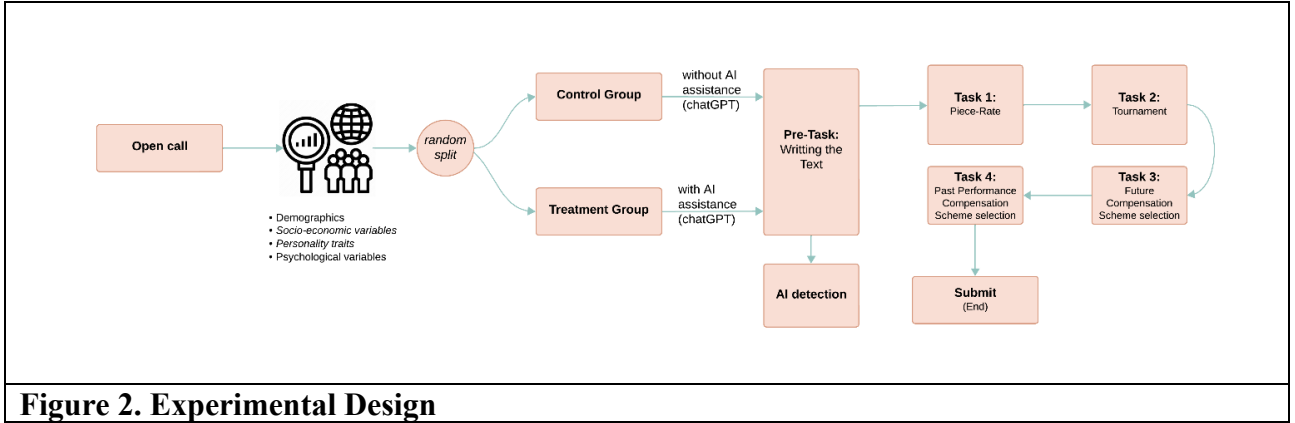 Open call
• Demographics
• Socio-economic variables
• Personality traits
• Psychological variables
random
split
Control Group
without AI
assistance
(chatGPT)
Treatment Group
with AI
assistance
(chatGPT)
Pre-Task:
Writting the
Text
AI detection
Task 1:
Piece-Rate
Task 2:
Tournament
Task 3:
Future
Compensation
Scheme selection
Task 4:
Past Performance
Compensation
Scheme selection
Submit
(End)
Figure 2. Experimental Design